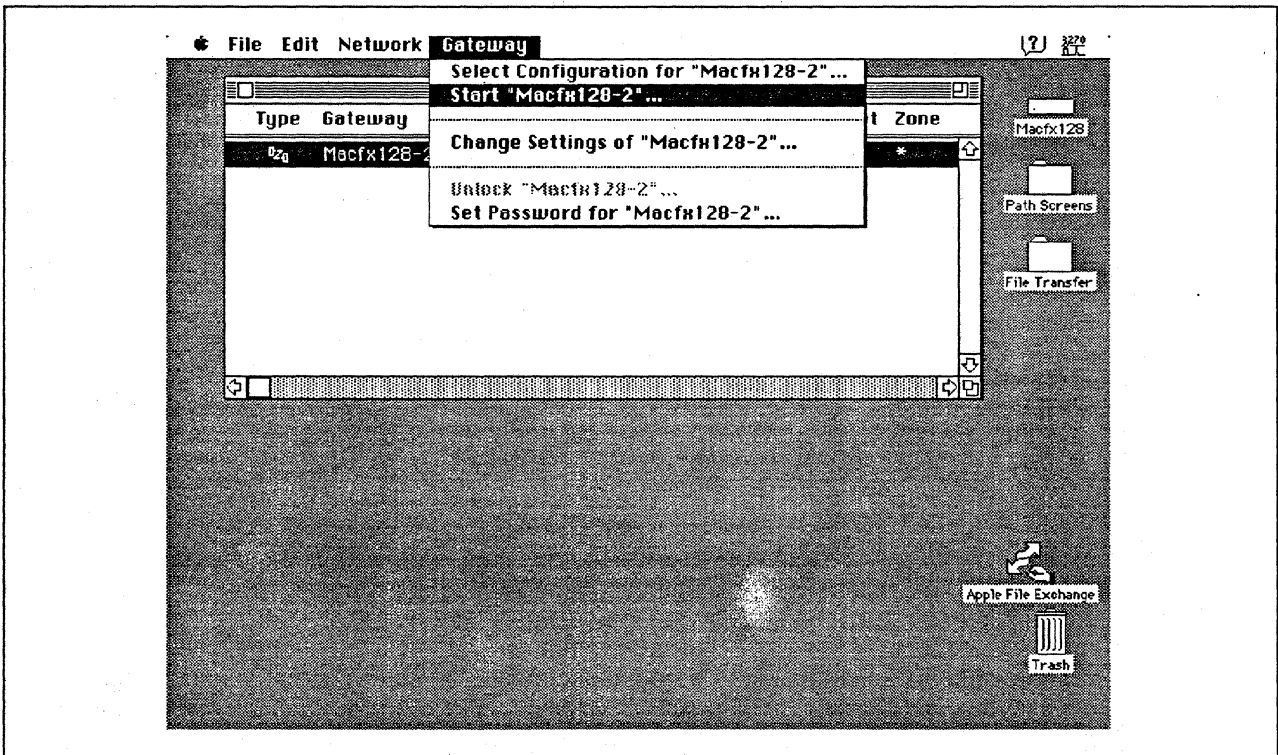 File Edit Network Gateway
3270
Select Configuration for "Macfx128-2"...
Start "Macfx128-2"...
Change Settings of "Macfx128-2"...
Unlock "Macfx128-2"...
Set Password for "Macfx128-2"...
Type Gateway t Zone
Macfx128-2 *
Macfx128
Path Screens
File Transfer
Apple File Exchange
Trash